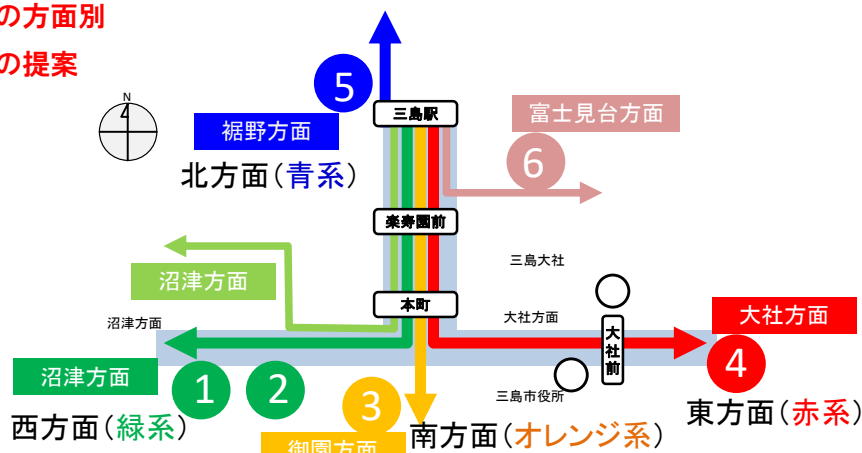 の方面別
の提案
N
5
三島駅
富士見台方面
裾野方面
6
北方面(青系)
楽寿園前
三島大社
沼津方面
本町
沼津方面
大社方面
大社方面
大社前
沼津方面
1
2
3
4
三島市役所
西方面(緑系)
御園方面
南方面(オレンジ系)
東方面(赤系)